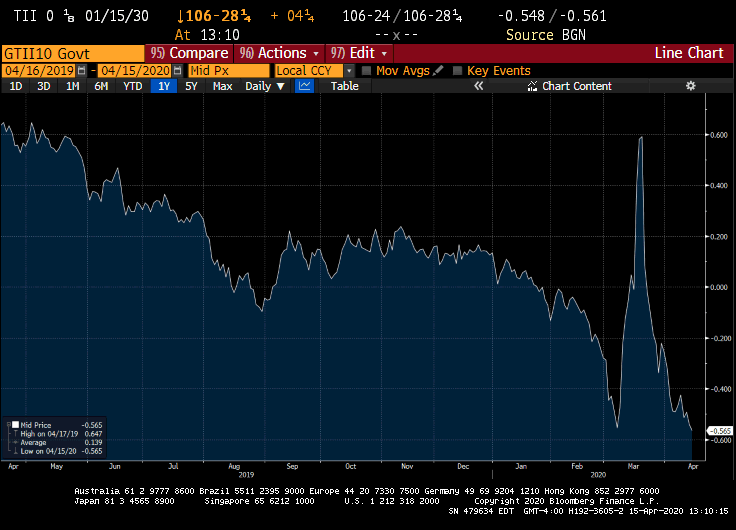 TII 0 ⅛ 01/15/30 ↓106-28¼ + 04¼ 106-24/106-28¼ -0.548/-0.561
At 13:10 --x-- Source BGN
GTII10 Govt 95) Compare 96) Actions 97) Edit Line Chart
04/16/2019 - 04/15/2020 Mid Px Local CCY Mov Avgs Key Events
1D 3D 1M 6M YTD 1Y 5Y Max Daily ▼ Table « Chart Content
0.600
0.400
0.200
0.000
-0.200
-0.400
-0.565
-0.600
Mid Price -0.565
High on 04/17/19 0.647
Average 0.139
Low on 04/15/20 -0.565
Apr May Jun Jul Aug Sep Oct Nov Dec Jan Feb Mar Apr
2019 2020
Australia 61 2 9777 8600 Brazil 5511 2395 9000 Europe 44 20 7330 7500 Germany 49 69 9204 1210 Hong Kong 852 2977 6000
Japan 81 3 4565 8900 Singapore 65 6212 1000 U.S. 1 212 318 2000 Copyright 2020 Bloomberg Finance L.P.
SN 479634 EDT GMT-4:00 H192-3605-2 15-Apr-2020 13:10:15